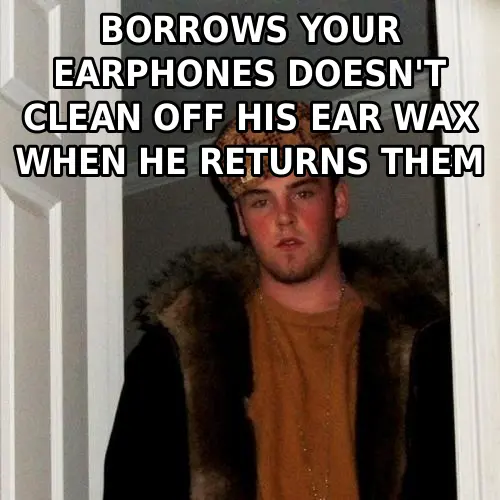 BORROWS YOUR
EARPHONES DOESN'T
CLEAN OFF HIS EAR WAX
WHEN HE RETURNS THEM